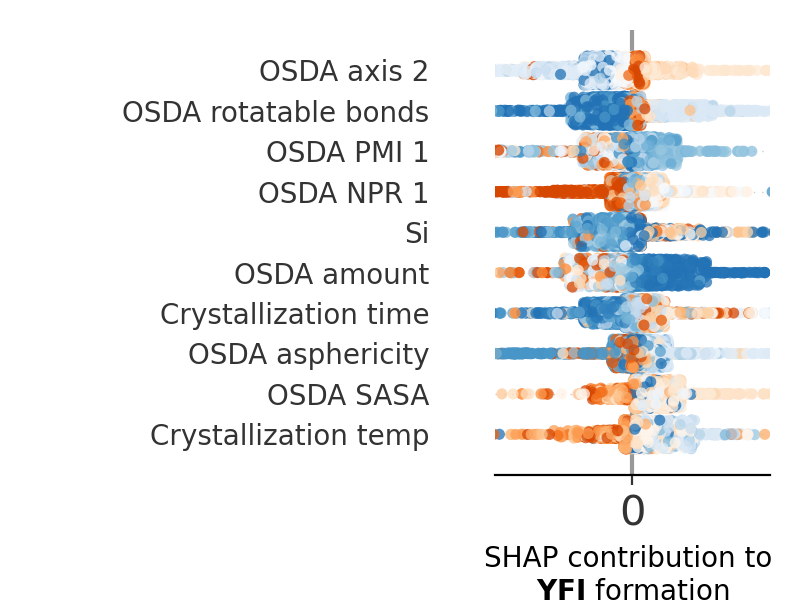 OSDA axis 2
OSDA rotatable bonds
OSDA PMI 1
OSDA NPR 1
Si
OSDA amount
Crystallization time
OSDA asphericity
OSDA SASA
Crystallization temp
0
SHAP contribution to
YFI formation